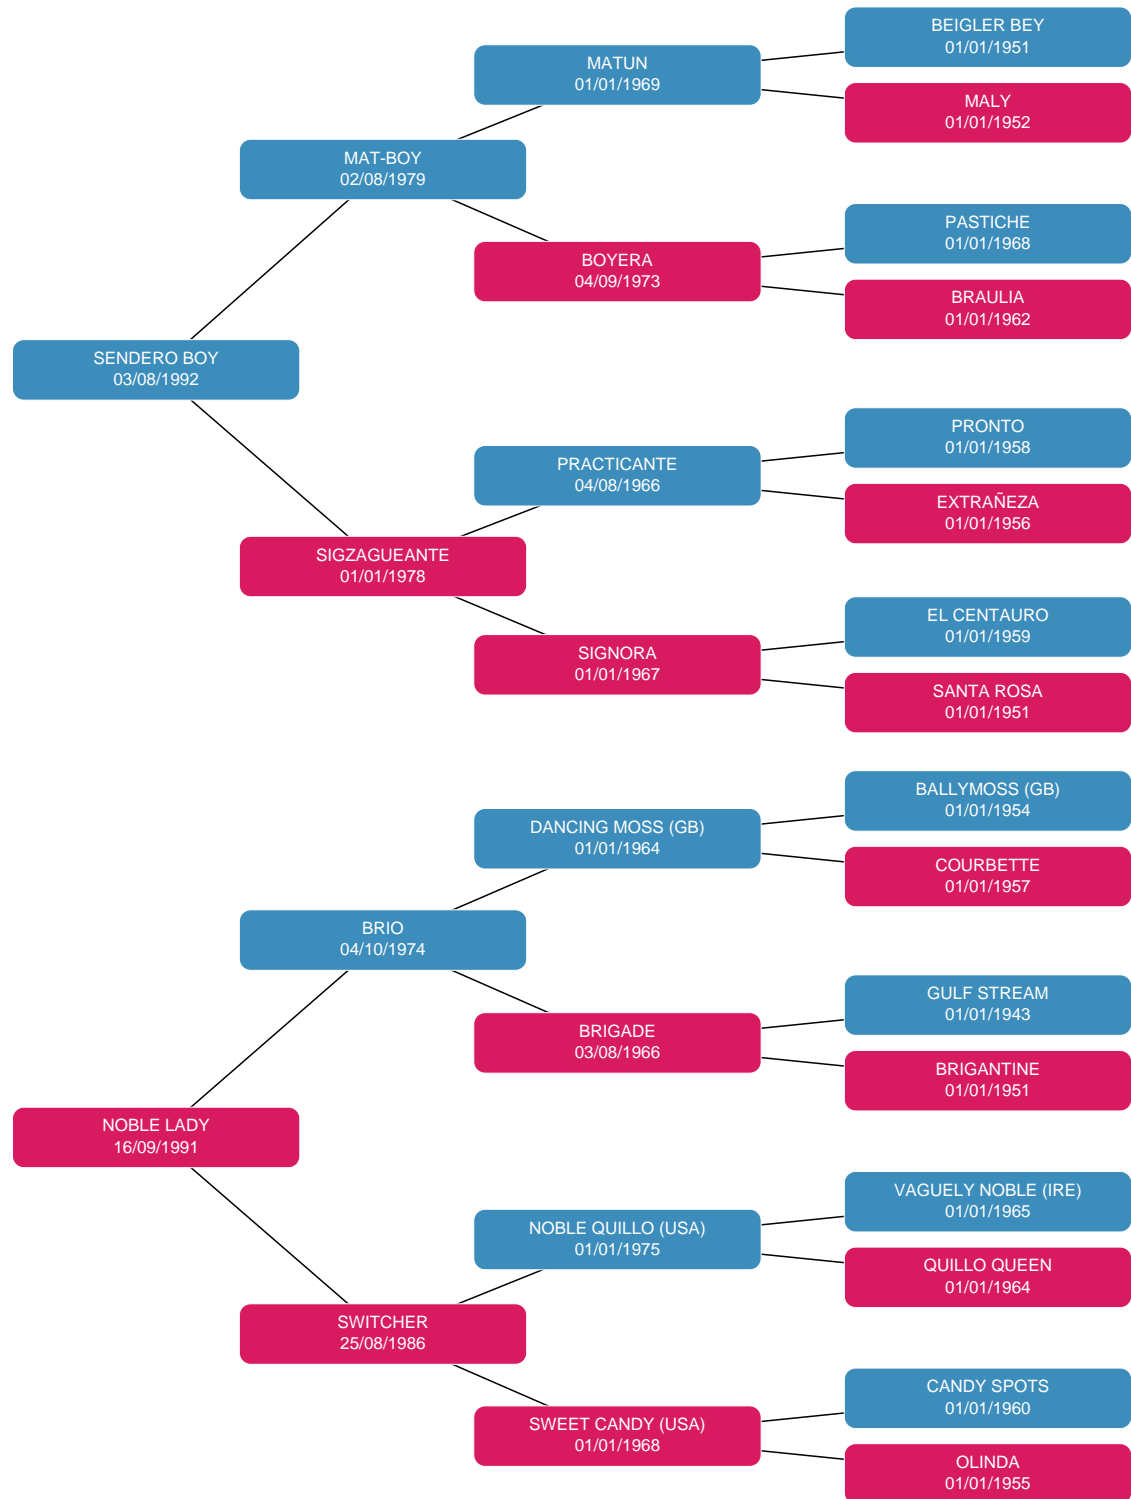 BEIGLER BEY
01/01/1951
MATUN
01/01/1969
MALY
01/01/1952
MAT-BOY
02/08/1979
PASTICHE
01/01/1968
BOYERA
04/09/1973
BRAULIA
01/01/1962
SENDERO BOY
03/08/1992
PRONTO
01/01/1958
PRACTICANTE
04/08/1966
EXTRAÑEZA
01/01/1956
SIGZAGUEANTE
01/01/1978
EL CENTAURO
01/01/1959
SIGNORA
01/01/1967
SANTA ROSA
01/01/1951
BALLYMOSS (GB)
01/01/1954
DANCING MOSS (GB)
01/01/1964
COURBETTE
01/01/1957
BRIO
04/10/1974
GULF STREAM
01/01/1943
BRIGADE
03/08/1966
BRIGANTINE
01/01/1951
NOBLE LADY
16/09/1991
VAGUELY NOBLE (IRE)
01/01/1965
NOBLE QUILLO (USA)
01/01/1975
QUILLO QUEEN
01/01/1964
SWITCHER
25/08/1986
CANDY SPOTS
01/01/1960
SWEET CANDY (USA)
01/01/1968
OLINDA
01/01/1955